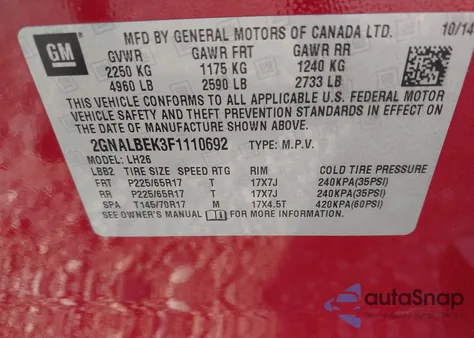 GM
MFD BY GENERAL MOTORS OF CANADA LTD. 10/14
GVWR GAWR FRT GAWR RR
2250 KG 1175 KG 1240 KG
4960 LB 2590 LB 2733 LB
THIS VEHICLE CONFORMS TO ALL APPLICABLE U.S. FEDERAL MOTOR
VEHICLE SAFETY AND THEFT PREVENTION STANDARDS IN EFFECT ON
THE DATE OF MANUFACTURE SHOWN ABOVE.
2GNALBEK3F1110692 TYPE: M.P.V.
MODEL: LH26
LBB2 TIRE SIZE SPEED RTG RIM COLD TIRE PRESSURE
FRT P225/65R17 T 17X7J 240KPA(35PSI)
RR P225/65R17 T 17X7J 240KPA(35PSI)
SPA T145/70R17 M 17X4.5T 420KPA(60PSI)
SEE OWNER'S MANUAL FOR MORE INFORMATION.
autoSnap